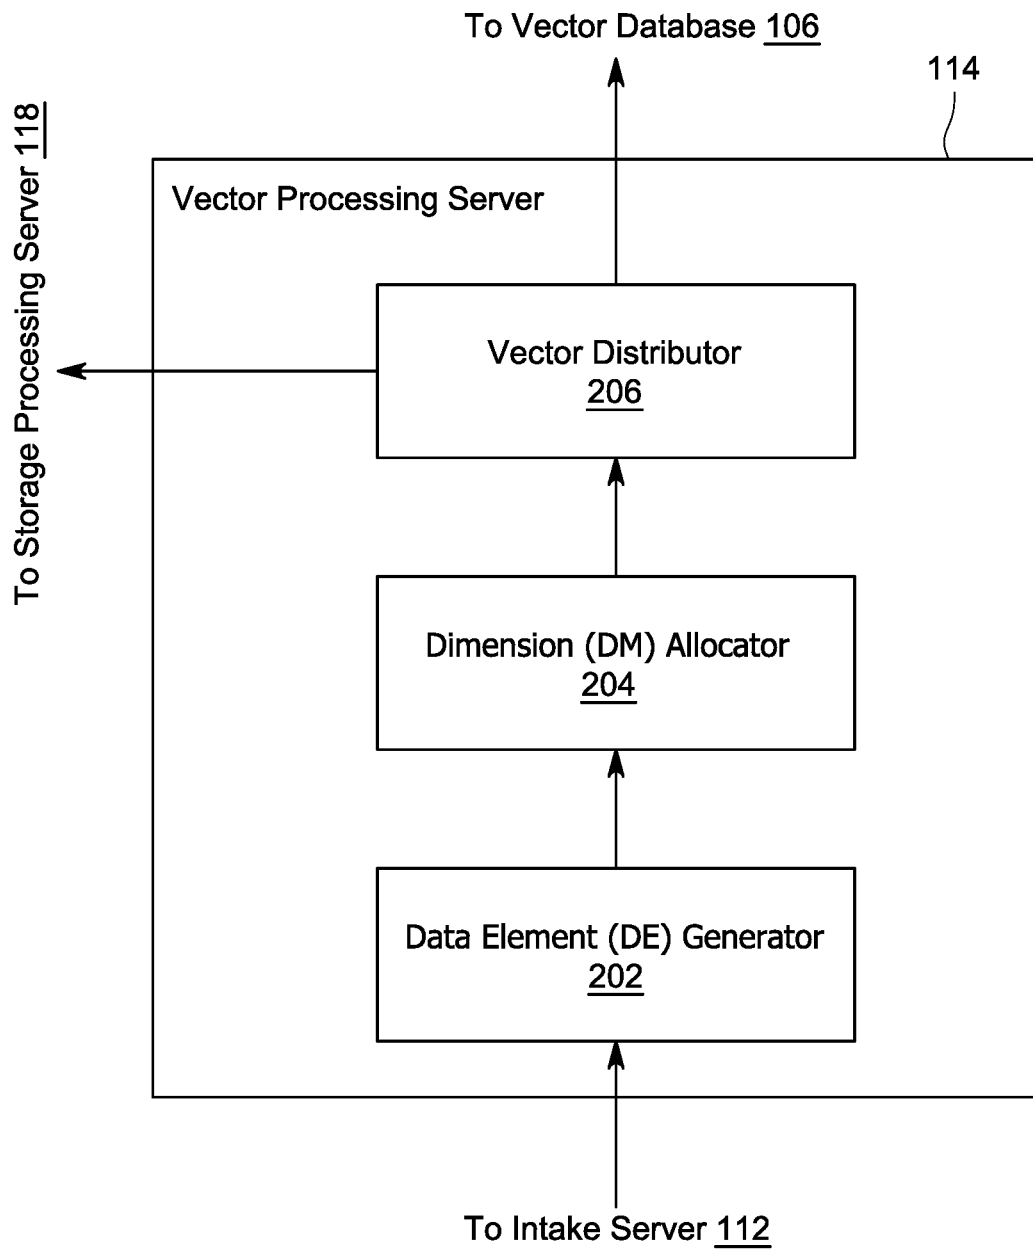 To Vector Database 106
114
To Storage Processing Server 118
Vector Processing Server
Vector Distributor
206
Dimension (DM) Allocator
204
Data Element (DE) Generator
202
To Intake Server 112